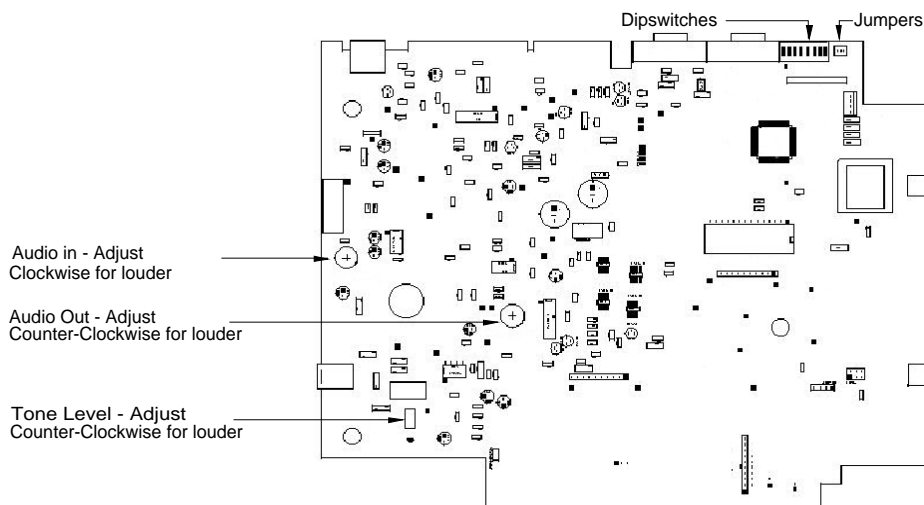 Dipswitches
Jumpers
Audio in - Adjust
Clockwise for louder
Audio Out - Adjust
Counter-Clockwise for louder
Tone Level - Adjust
Counter-Clockwise for louder